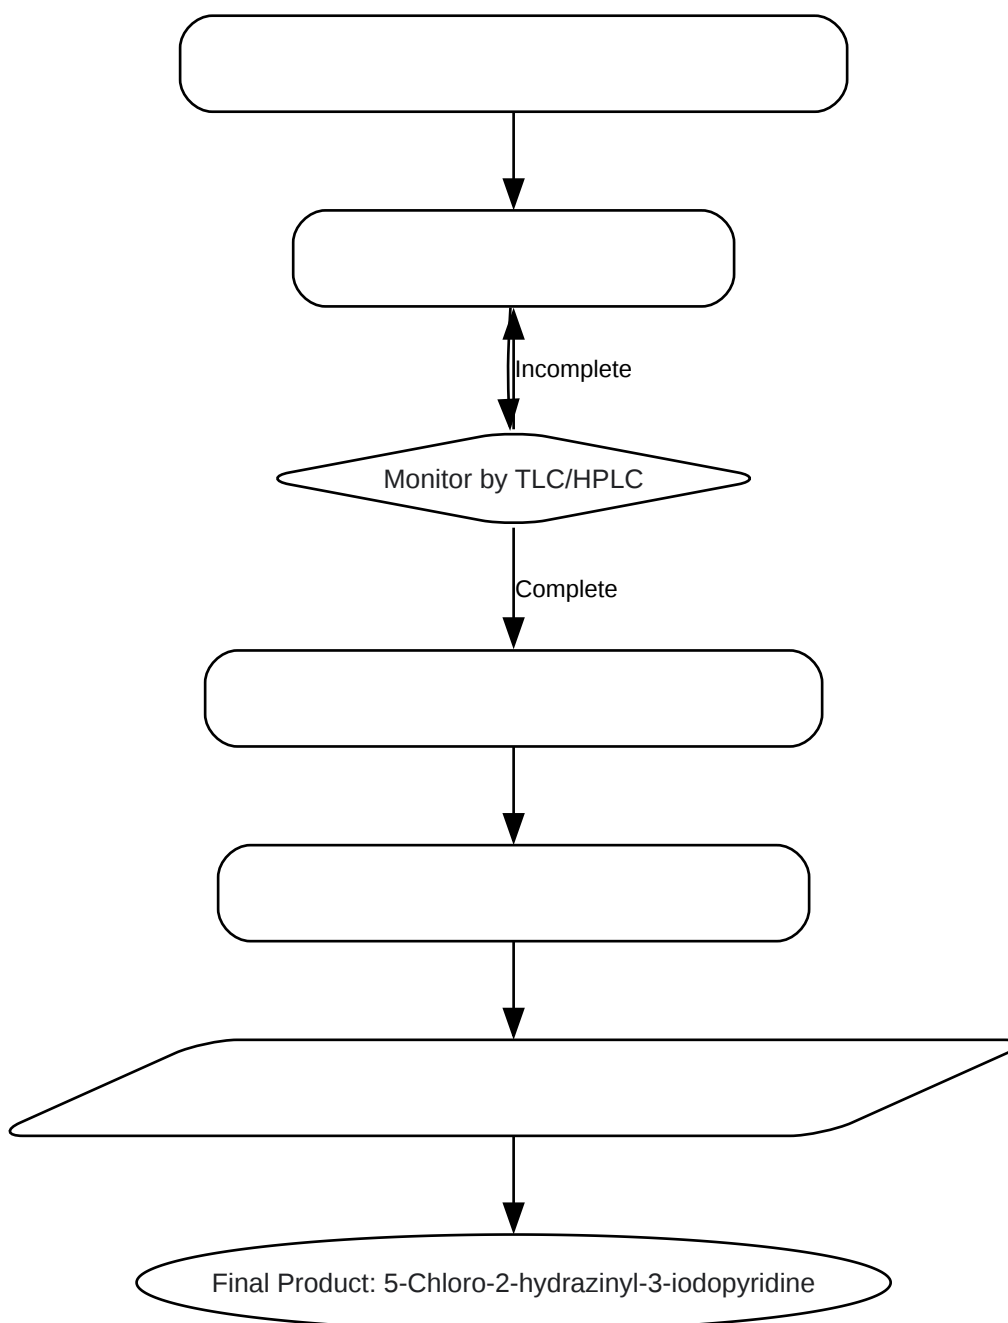 Incomplete
Monitor by TLC/HPLC
Complete
Final Product: 5-Chloro-2-hydrazinyl-3-iodopyridine